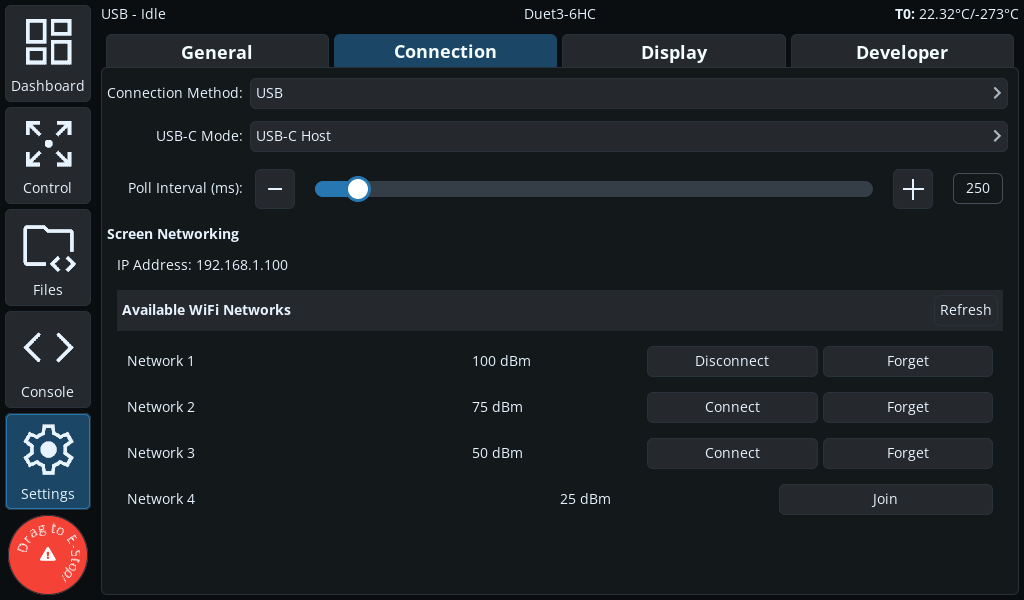 USB - Idle
Duet3-6HC
T0: 22.32°C/-273°C
Dashboard
Control
Files
Console
Settings
Drag to E-Stop!
General
Connection
Display
Developer
Connection Method: USB
USB-C Mode: USB-C Host
Poll Interval (ms): 250
Screen Networking
IP Address: 192.168.1.100
Available WiFi Networks Refresh
Network 1 100 dBm Disconnect Forget
Network 2 75 dBm Connect Forget
Network 3 50 dBm Connect Forget
Network 4 25 dBm Join